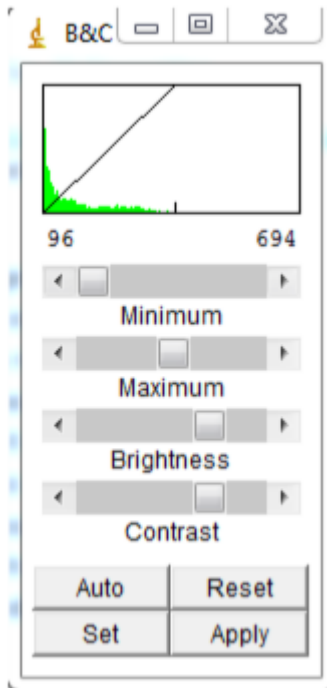 B&C
96 694
Minimum
Maximum
Brightness
Contrast
Auto Reset
Set Apply